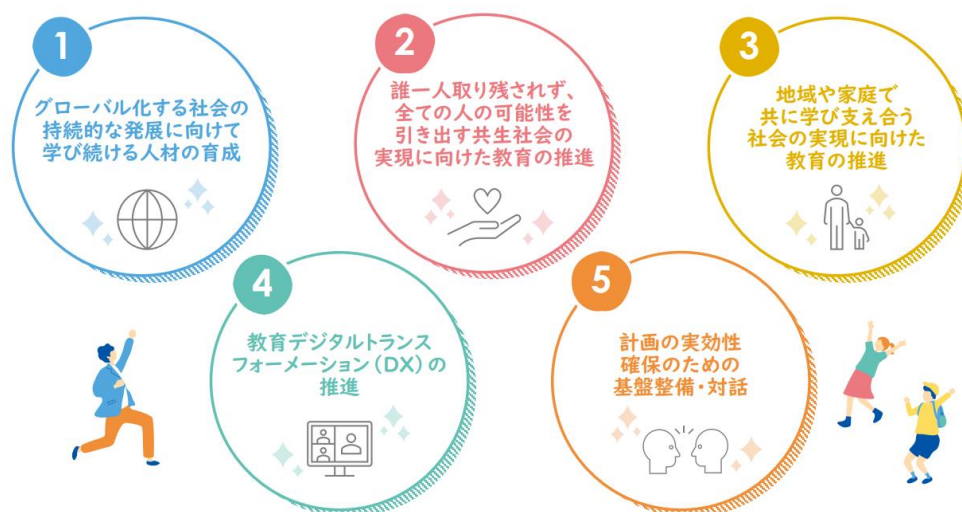 1
グローバル化する社会の
持続的な発展に向けて
学び続ける人材の育成
2
誰一人取り残されず、
全ての人の可能性を
引き出す共生社会の
実現に向けた教育の推進
3
地域や家庭で
共に学び支え合う
社会の実現に向けた
教育の推進
4
教育デジタルトランス
フォーメーション(DX)の
推進
5
計画の実効性
確保のための
基盤整備・対話